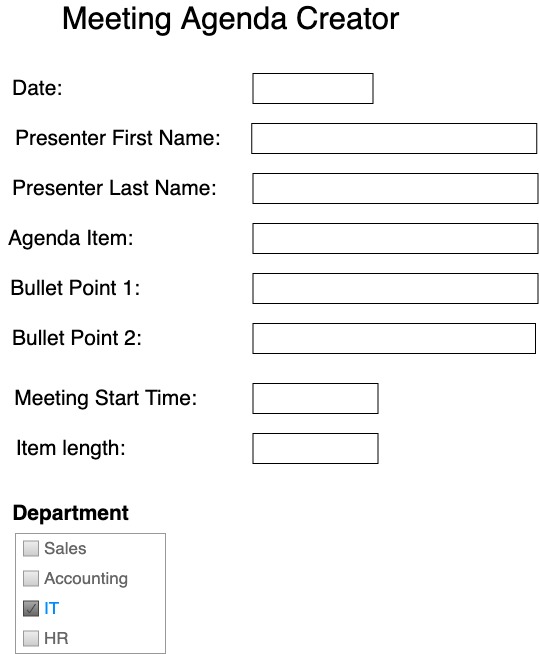 Meeting Agenda Creator
Date:
Presenter First Name:
Presenter Last Name:
Agenda Item:
Bullet Point 1:
Bullet Point 2:
Meeting Start Time:
Item length:
Department
Sales
Accounting
IT
HR